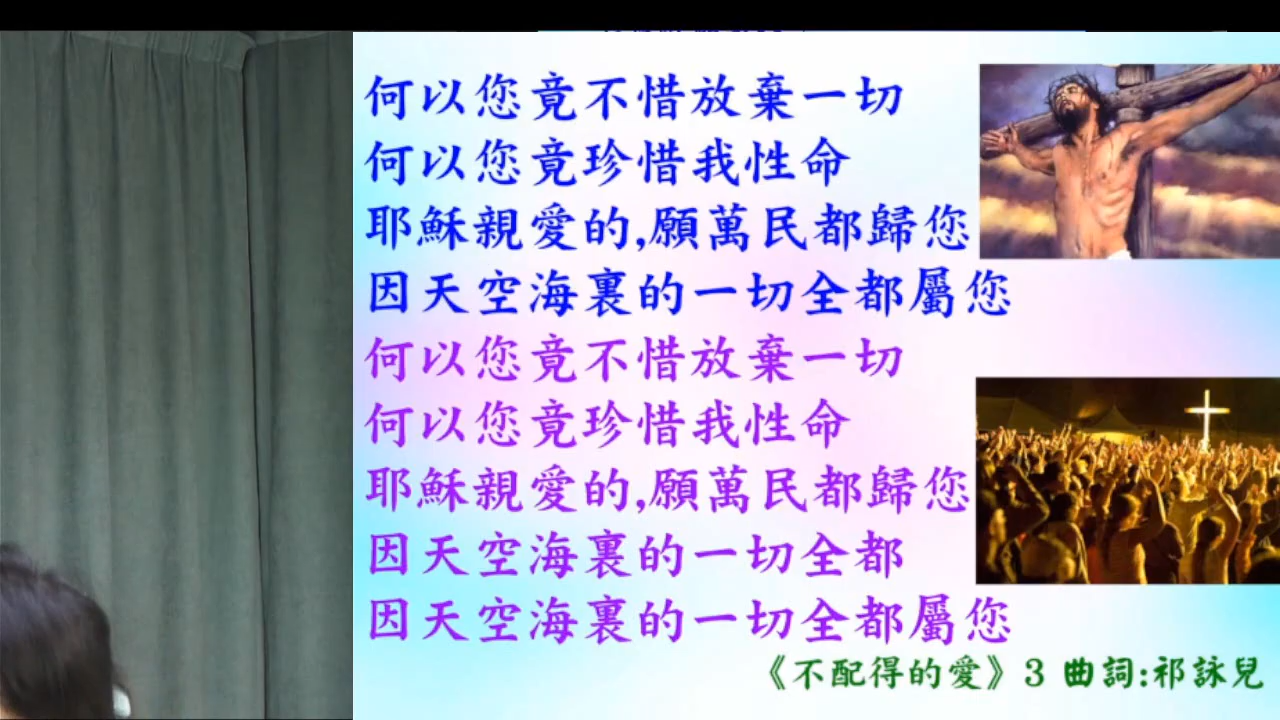 何以您竟不惜放棄一切
何以您竟珍惜我性命
耶穌親愛的,願萬民都歸您
因天空海裏的一切全都屬您
何以您竟不惜放棄一切
何以您竟珍惜我性命
耶穌親愛的,願萬民都歸您
因天空海裏的一切全都
因天空海裏的一切全都屬您
《不配得的愛》3 曲詞:祁詠兒